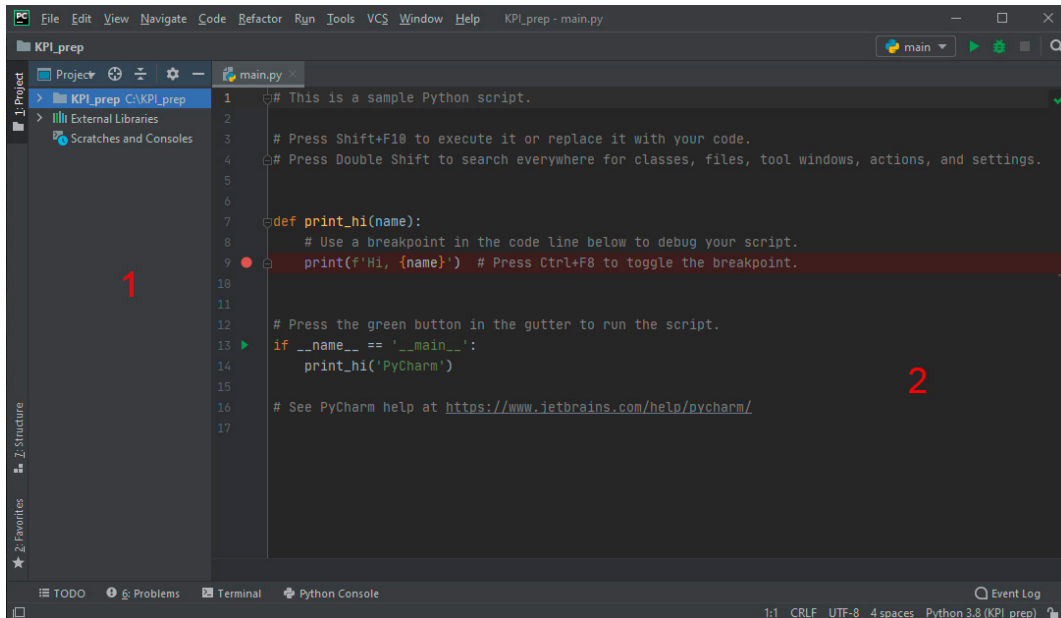 PC File Edit View Navigate Code Refactor Run Tools VCS Window Help KPI_prep - main.py
KPI_prep main
1: Project
Project
main.py
KPI_prep C:\KPI_prep
External Libraries
Scratches and Consoles
1 # This is a sample Python script.
2
3 # Press Shift+F10 to execute it or replace it with your code.
4 # Press Double Shift to search everywhere for classes, files, tool windows, actions, and settings.
5
6
7 def print_hi(name):
8     # Use a breakpoint in the code line below to debug your script.
9     print(f'Hi, {name}')  # Press Ctrl+F8 to toggle the breakpoint.
10
11
12 # Press the green button in the gutter to run the script.
13 if __name__ == '__main__':
14     print_hi('PyCharm')
15
16 # See PyCharm help at https://www.jetbrains.com/help/pycharm/
17
1
2
7: Structure
2: Favorites
TODO 6: Problems Terminal Python Console Event Log
1:1 CRLF UTF-8 4 spaces Python 3.8 (KPI_prep)